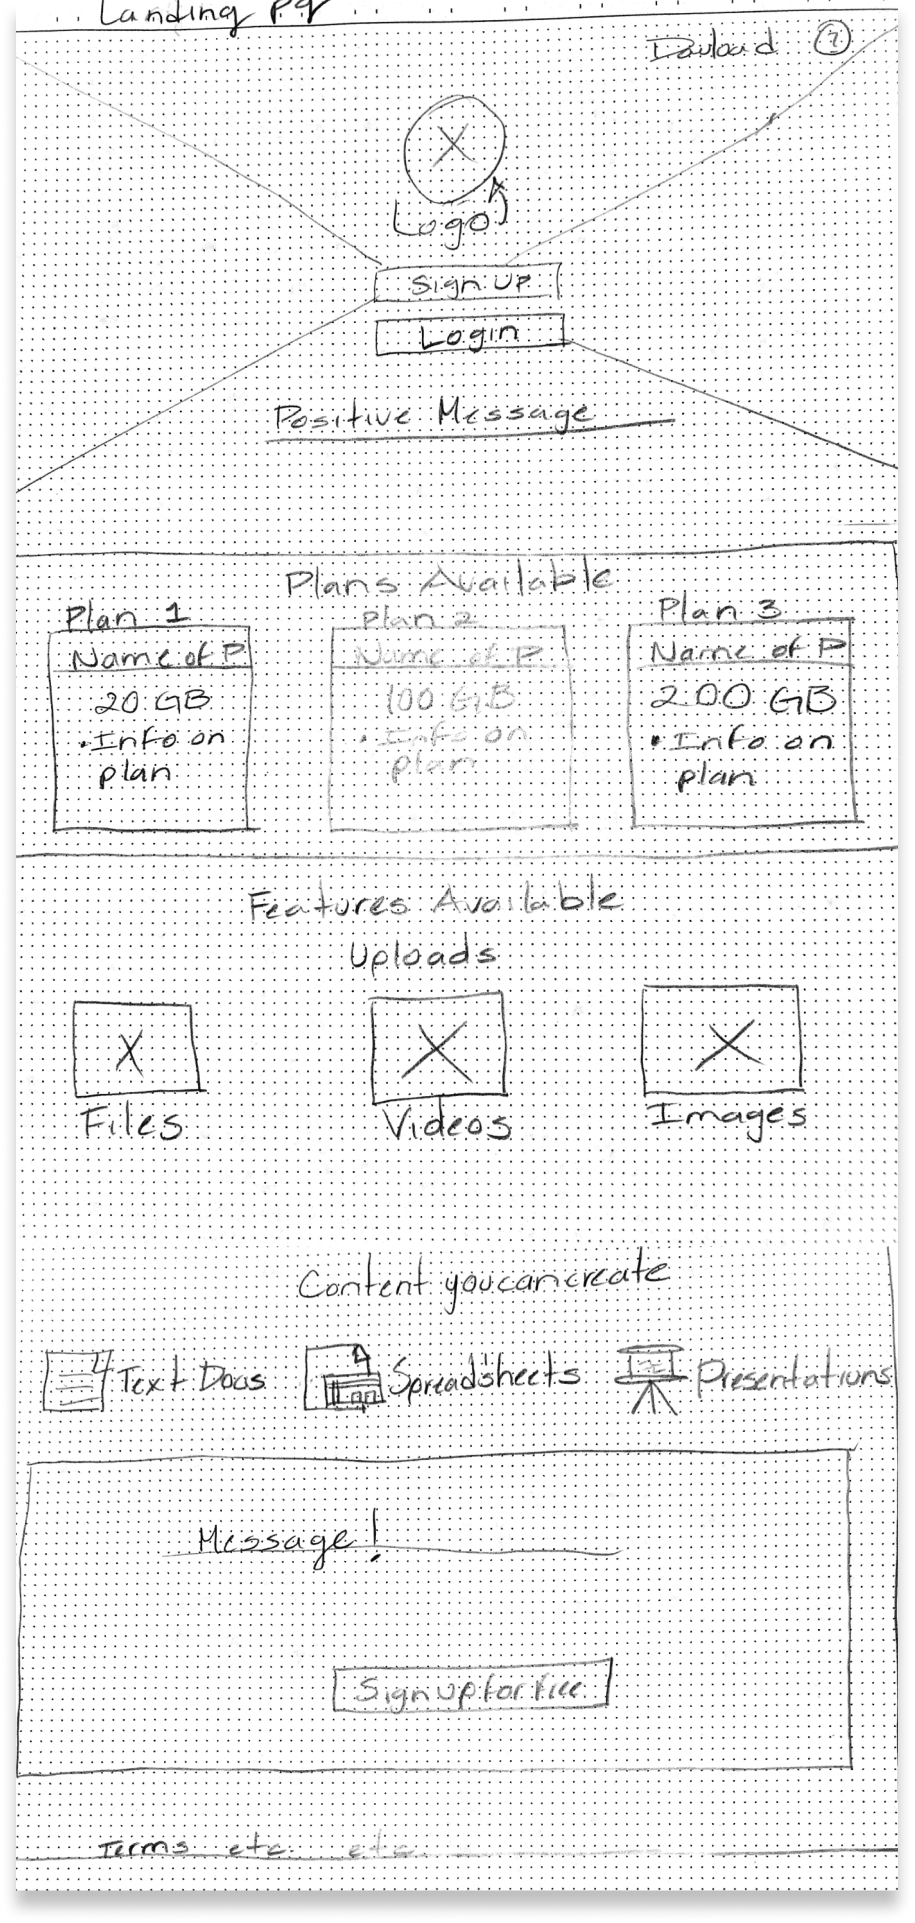 Landing pg
Download ?
Logo
Sign UP
Login
Positive Message
Plans Available
Plan 1
Name of P
20 GB
• Info on
plan
Plan 2
Name of P
100 GB
• Info on
plan
Plan 3
Name of P
200 GB
• Info on
plan
Features Available
Uploads
Files
Videos
Images
Content you can create
Text Docs
Spreadsheets
Presentations
Message!
Sign up for free
Terms etc. etc.